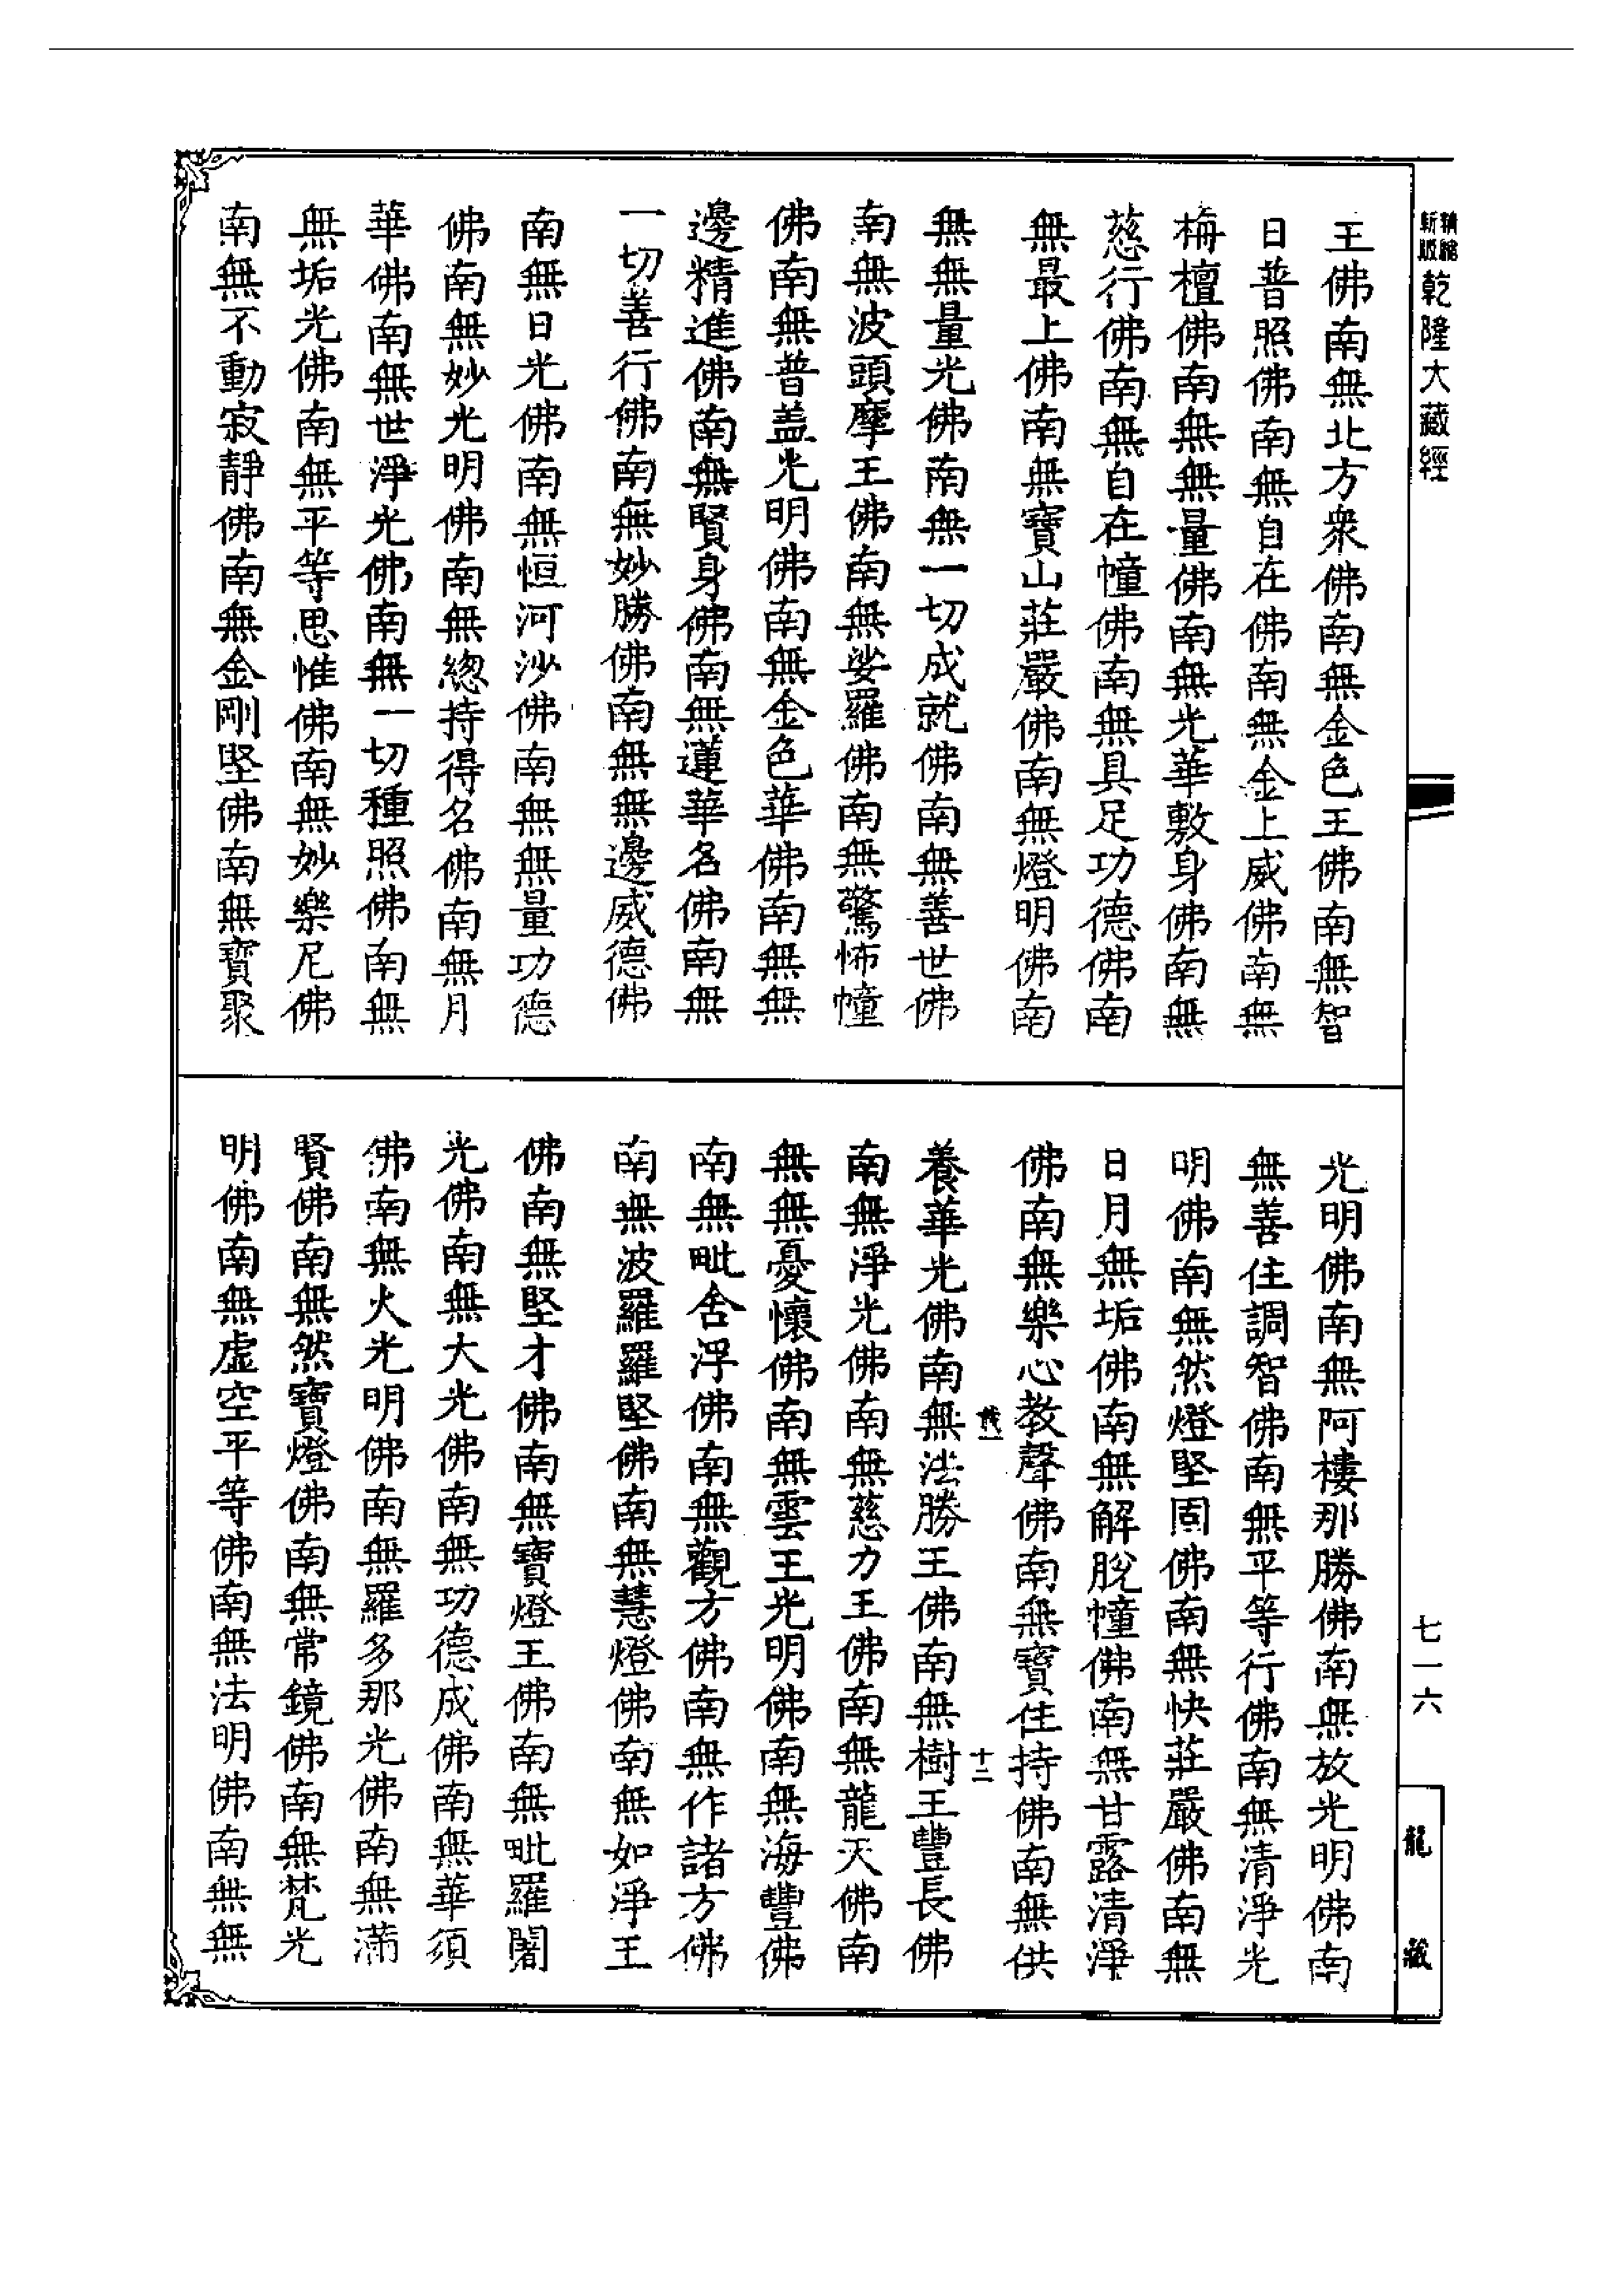 精縮
新版
乾隆大藏經
王佛南無北方衆佛南無金色王佛南無智
日普照佛南無自在佛南無金上威佛南無
栴檀佛南無無量佛南無光華敷身佛南無
慈行佛南無自在幢佛南無具足功德佛南
無最上佛南無寶山莊嚴佛南無燈明佛南
無無量光佛南無一切成就佛南無善世佛
南無波頭摩王佛南無娑羅佛南無驚怖幢
佛南無普盖光明佛南無金色華佛南無無
邊精進佛南無賢身佛南無蓮華名佛南無
一切善行佛南無妙勝佛南無無邊威德佛
南無日光佛南無恒河沙佛南無無量功德
佛南無妙光明佛南無緫持得名佛南無月
華佛南無世淨光佛南無一切種照佛南無
無垢光佛南無平等思惟佛南無妙樂尼佛
南無不動寂靜佛南無金剛堅佛南無寶聚
光明佛南無阿樓那勝佛南無放光明佛南
無善住調智佛南無平等行佛南無清淨光
明佛南無然燈堅固佛南無快莊嚴佛南無
日月無垢佛南無解脫幢佛南無甘露清淨
佛南無樂心教聲佛南無寶住持佛南無供
養華光佛南無法勝王佛南無樹王豐長佛
十二
南無淨光佛南無慈力王佛南無龍天佛南
無無憂懷佛南無雲王光明佛南無海豐佛
南無毗舍浮佛南無觀方佛南無作諸方佛
南無波羅羅堅佛南無慧燈佛南無如淨王
佛南無堅才佛南無寶燈王佛南無毗羅闍
光佛南無大光佛南無功德成佛南無華須
佛南無火光明佛南無羅多那光佛南無滿
賢佛南無然寶燈佛南無常鏡佛南無梵光
明佛南無虛空平等佛南無法明佛南無無
七一六
龍藏